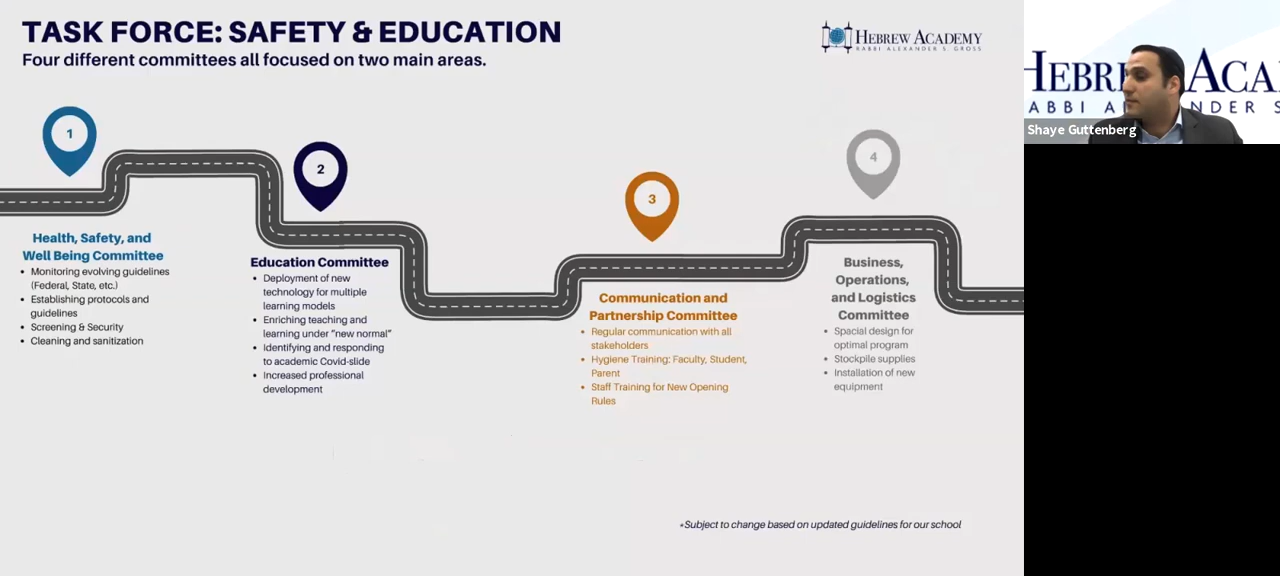 TASK FORCE: SAFETY & EDUCATION
Four different committees all focused on two main areas.
HEBREW ACADEMY
RABBI ALEXANDER S. GROSS
1
Health, Safety, and
Well Being Committee
• Monitoring evolving guidelines
(Federal, State, etc.)
• Establishing protocols and
guidelines
• Screening & Security
• Cleaning and sanitization
2
Education Committee
• Deployment of new
technology for multiple
learning models
• Enriching teaching and
learning under "new normal"
• Identifying and responding
to academic Covid-slide
• Increased professional
development
3
Communication and
Partnership Committee
• Regular communication with all
stakeholders
• Hygiene Training: Faculty, Student,
Parent
• Staff Training for New Opening
Rules
4
Business,
Operations,
and Logistics
Committee
• Spacial design for
optimal program
• Stockpile supplies
• Installation of new
equipment
*Subject to change based on updated guidelines for our school
HEBRE ACA
ABBI A NDER S
Shaye Guttenberg